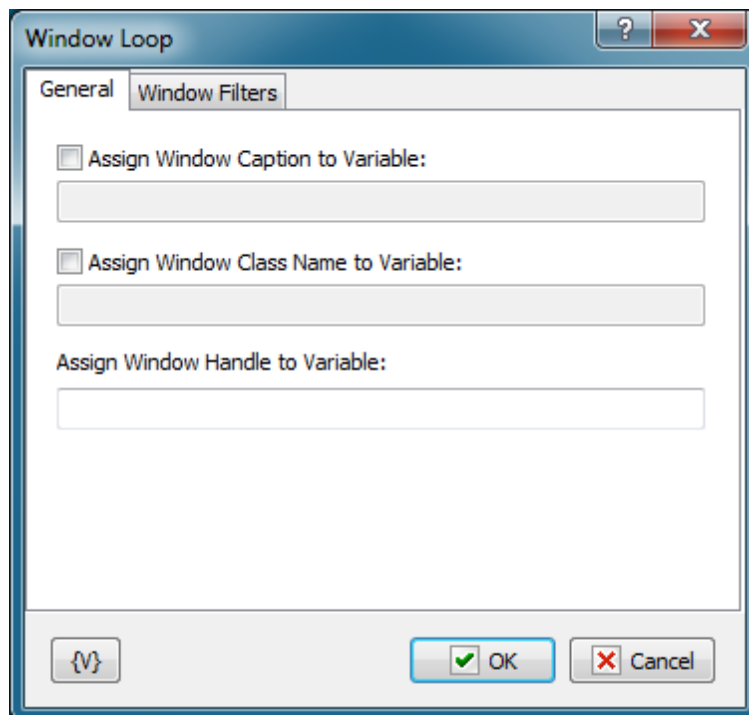 Window Loop
?
General Window Filters
Assign Window Caption to Variable:
Assign Window Class Name to Variable:
Assign Window Handle to Variable:
{V} OK Cancel